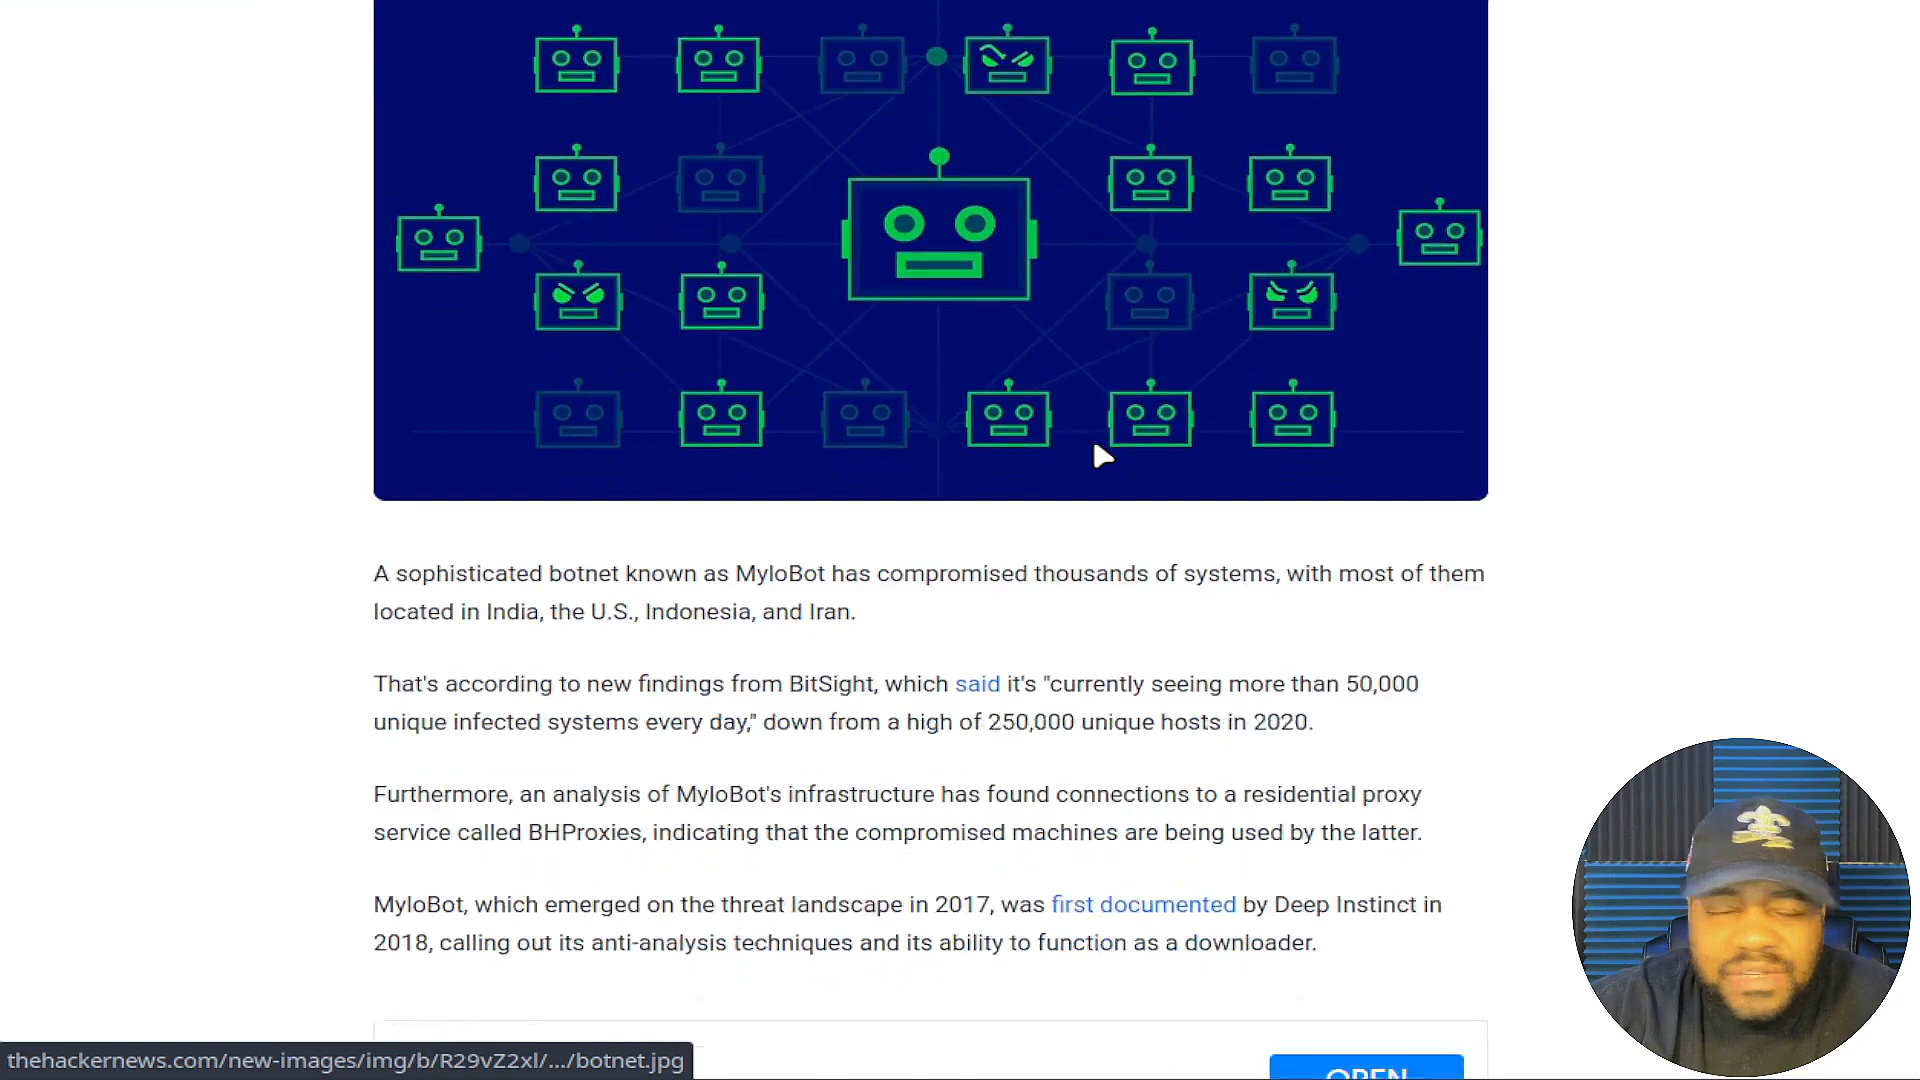 A sophisticated botnet known as MyloBot has compromised thousands of systems, with most of them
located in India, the U.S., Indonesia, and Iran.
That's according to new findings from BitSight, which said it's "currently seeing more than 50,000
unique infected systems every day," down from a high of 250,000 unique hosts in 2020.
Furthermore, an analysis of MyloBot's infrastructure has found connections to a residential proxy
service called BHProxies, indicating that the compromised machines are being used by the latter.
MyloBot, which emerged on the threat landscape in 2017, was first documented by Deep Instinct in
2018, calling out its anti-analysis techniques and its ability to function as a downloader.
thehackernews.com/new-images/img/b/R29vZ2xl/.../botnet.jpg
OPEN